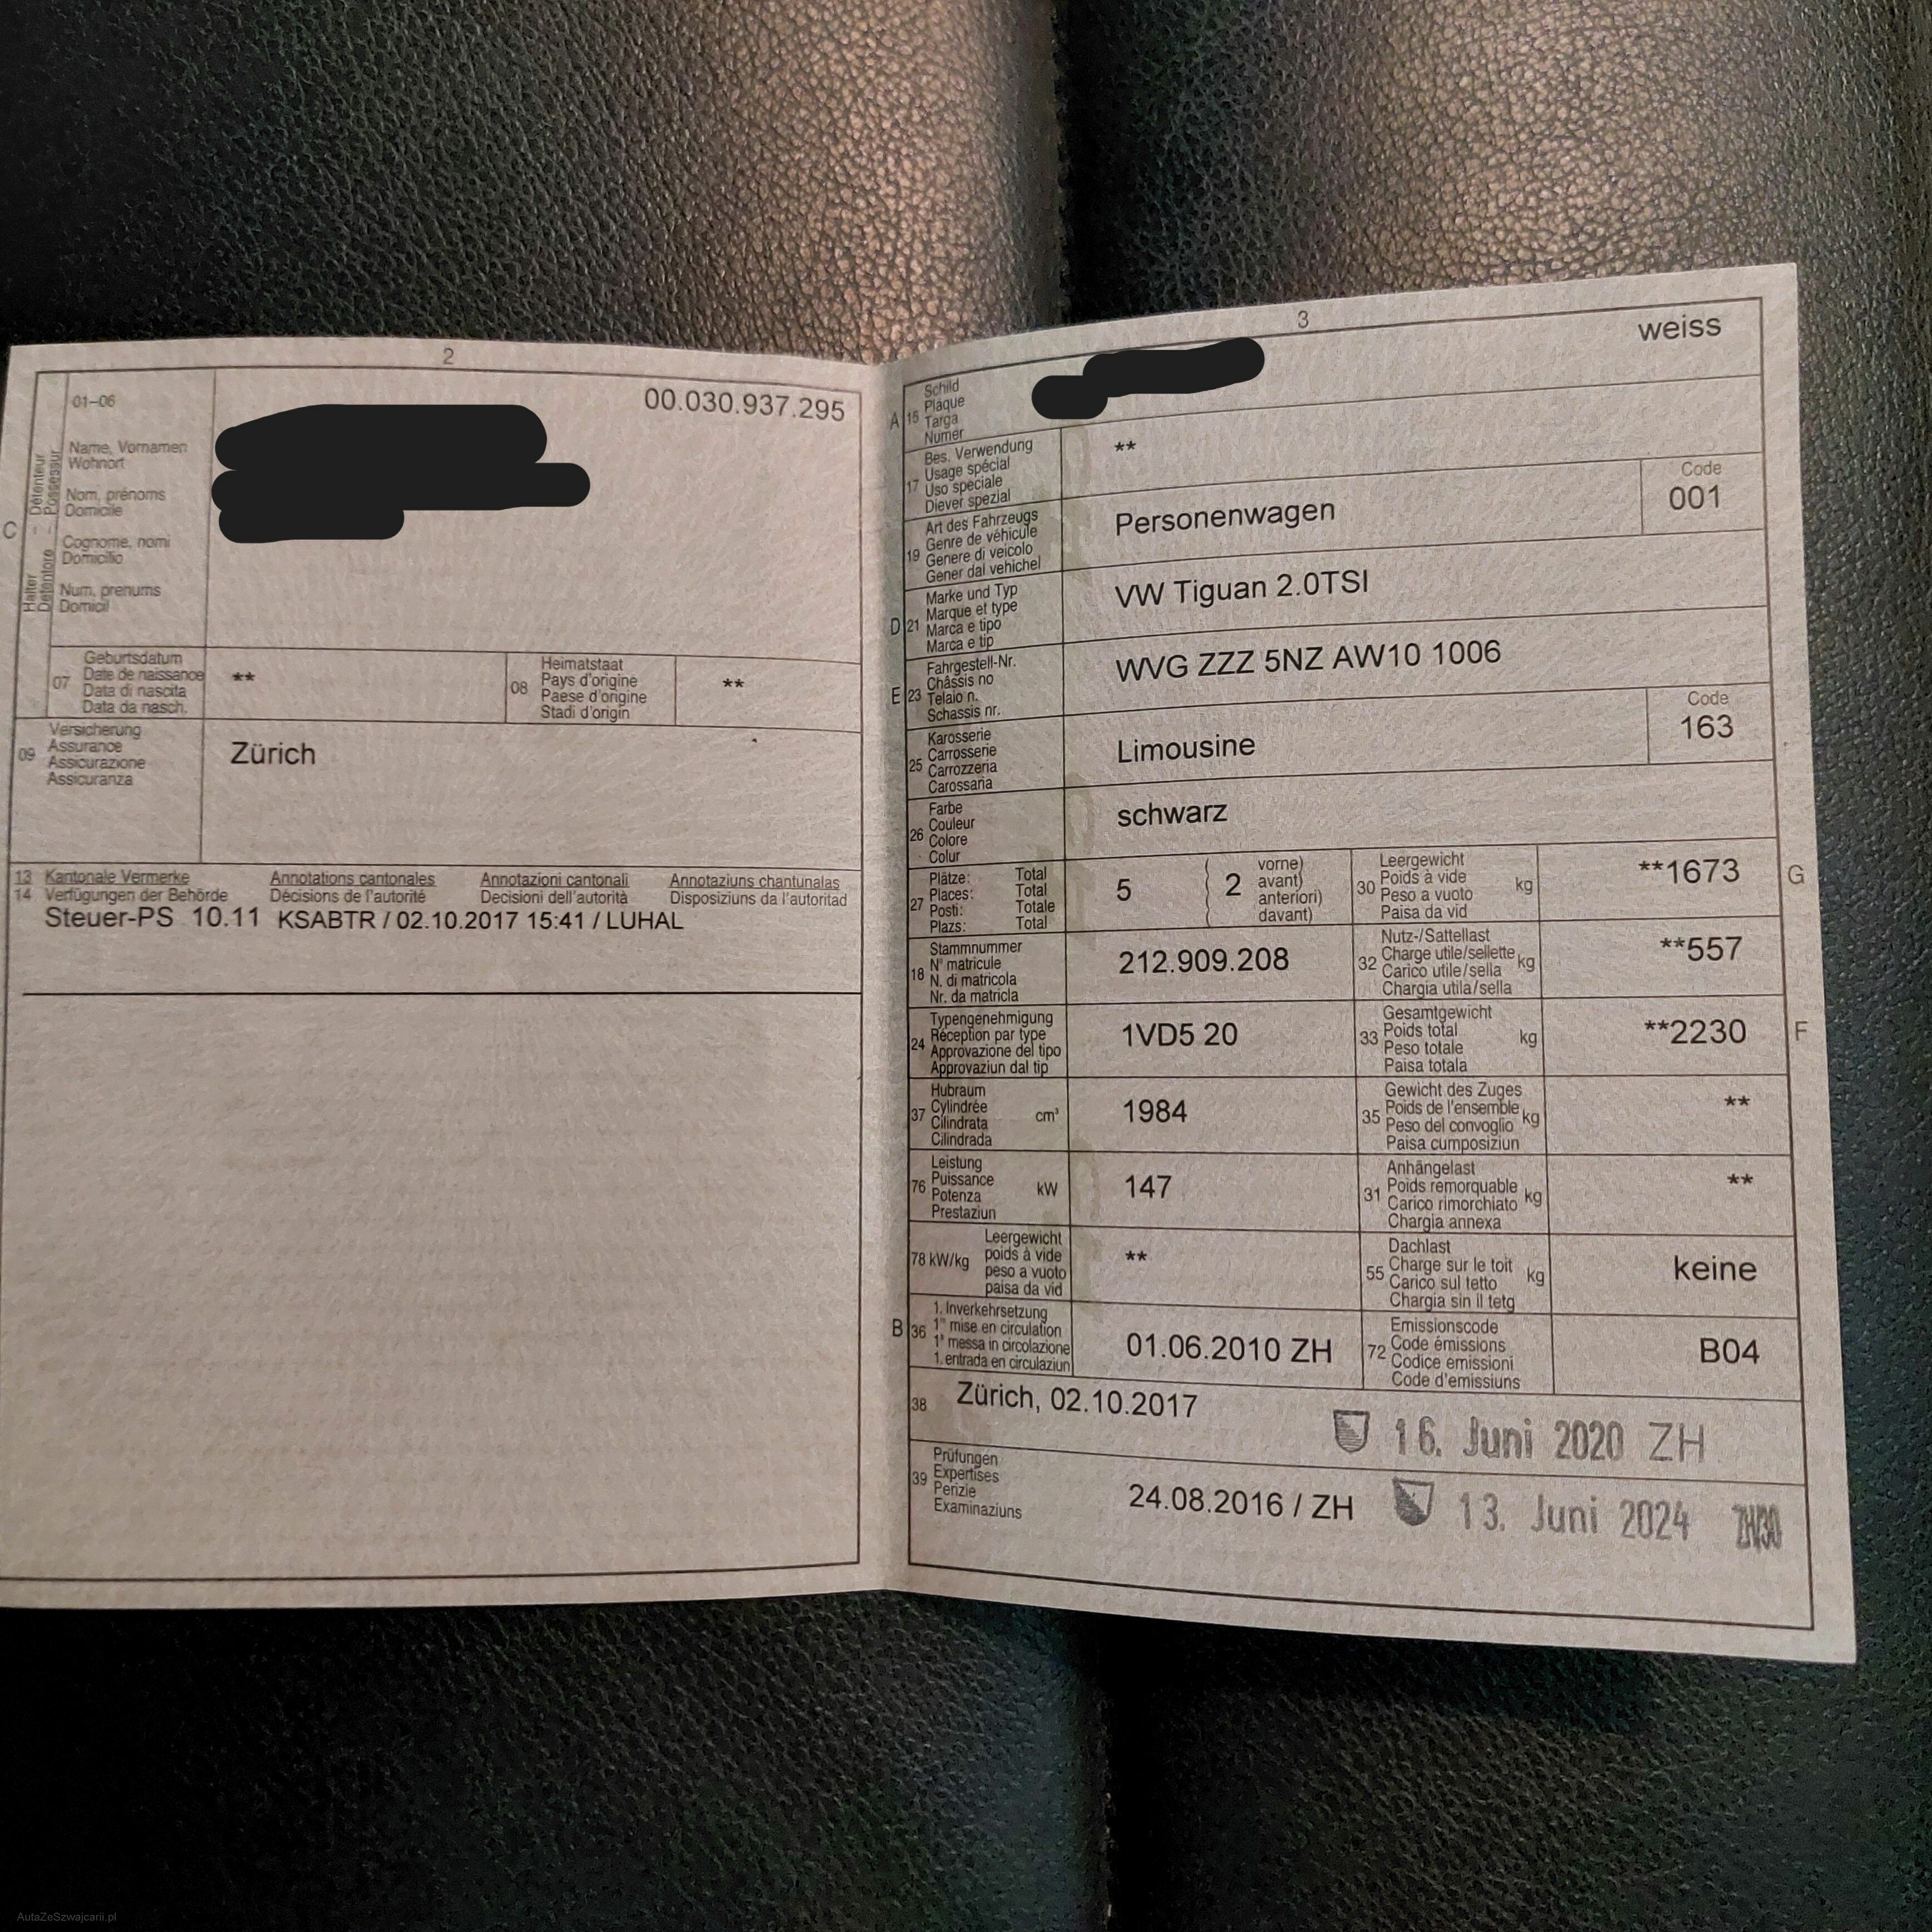 2
01–06
00.030.937.295
C
Halter – Détenteur
Detentore – Possessur
Name, Vornamen
Wohnort
Nom, prénoms
Domicile
Cognome, nomi
Domicilio
Num, prenums
Domicil
07
Geburtsdatum
Date de naissance
Data di nascita
Data da nasch.
**
08
Heimatstaat
Pays d'origine
Paese d'origine
Stadi d'origin
**
09
Versicherung
Assurance
Assicurazione
Assicuranza
Zürich
13 Kantonale Vermerke Annotations cantonales Annotazioni cantonali Annotaziuns chantunalas
14 Verfügungen der Behörde Décisions de l'autorité Decisioni dell'autorità Disposiziuns da l'autoritad
Steuer-PS 10.11 KSABTR / 02.10.2017 15:41 / LUHAL
3
weiss
A 15
Schild
Plaque
Targa
Numer
17
Bes. Verwendung
Usage spécial
Uso speciale
Diever spezial
**
19
Art des Fahrzeugs
Genre de véhicule
Genere di veicolo
Gener dal vehichel
Personenwagen
Code
001
D 21
Marke und Typ
Marque et type
Marca e tipo
Marca e tip
VW Tiguan 2.0TSI
E 23
Fahrgestell-Nr.
Châssis no
Telaio n.
Schassis nr.
WVG ZZZ 5NZ AW10 1006
25
Karosserie
Carrosserie
Carrozzeria
Carossaria
Limousine
Code
163
26
Farbe
Couleur
Colore
Colur
schwarz
27
Plätze: Total
Places: Total
Posti: Totale
Plazs: Total
5
( 2
vorne)
avant)
anteriori)
davant)
30
Leergewicht
Poids à vide
Peso a vuoto
Paisa da vid
kg
**1673
G
18
Stammnummer
N° matricule
N. di matricola
Nr. da matricla
212.909.208
32
Nutz-/Sattellast
Charge utile/sellette
Carico utile/sella
Chargia utila/sella
kg
**557
24
Typengenehmigung
Réception par type
Approvazione del tipo
Approvaziun dal tip
1VD5 20
33
Gesamtgewicht
Poids total
Peso totale
Paisa totala
kg
**2230
F
37
Hubraum
Cylindrée
Cilindrata
Cilindrada
cm³
1984
35
Gewicht des Zuges
Poids de l'ensemble
Peso del convoglio
Paisa cumposiziun
kg
**
76
Leistung
Puissance
Potenza
Prestaziun
kW
147
31
Anhängelast
Poids remorquable
Carico rimorchiato
Chargia annexa
kg
**
78 kW/kg
Leergewicht
poids à vide
peso a vuoto
paisa da vid
**
55
Dachlast
Charge sur le toit
Carico sul tetto
Chargia sin il tetg
kg
keine
B 36
1. Inverkehrsetzung
1re mise en circulation
1a messa in circolazione
1. entrada en circulaziun
01.06.2010 ZH
72
Emissionscode
Code émissions
Codice emissioni
Code d'emissiuns
B04
38
Zürich, 02.10.2017
16. Juni 2020 ZH
39
Prüfungen
Expertises
Perizie
Examinaziuns
24.08.2016 / ZH
13. Juni 2024 ZH/30
AutaZeSzwajcarii.pl